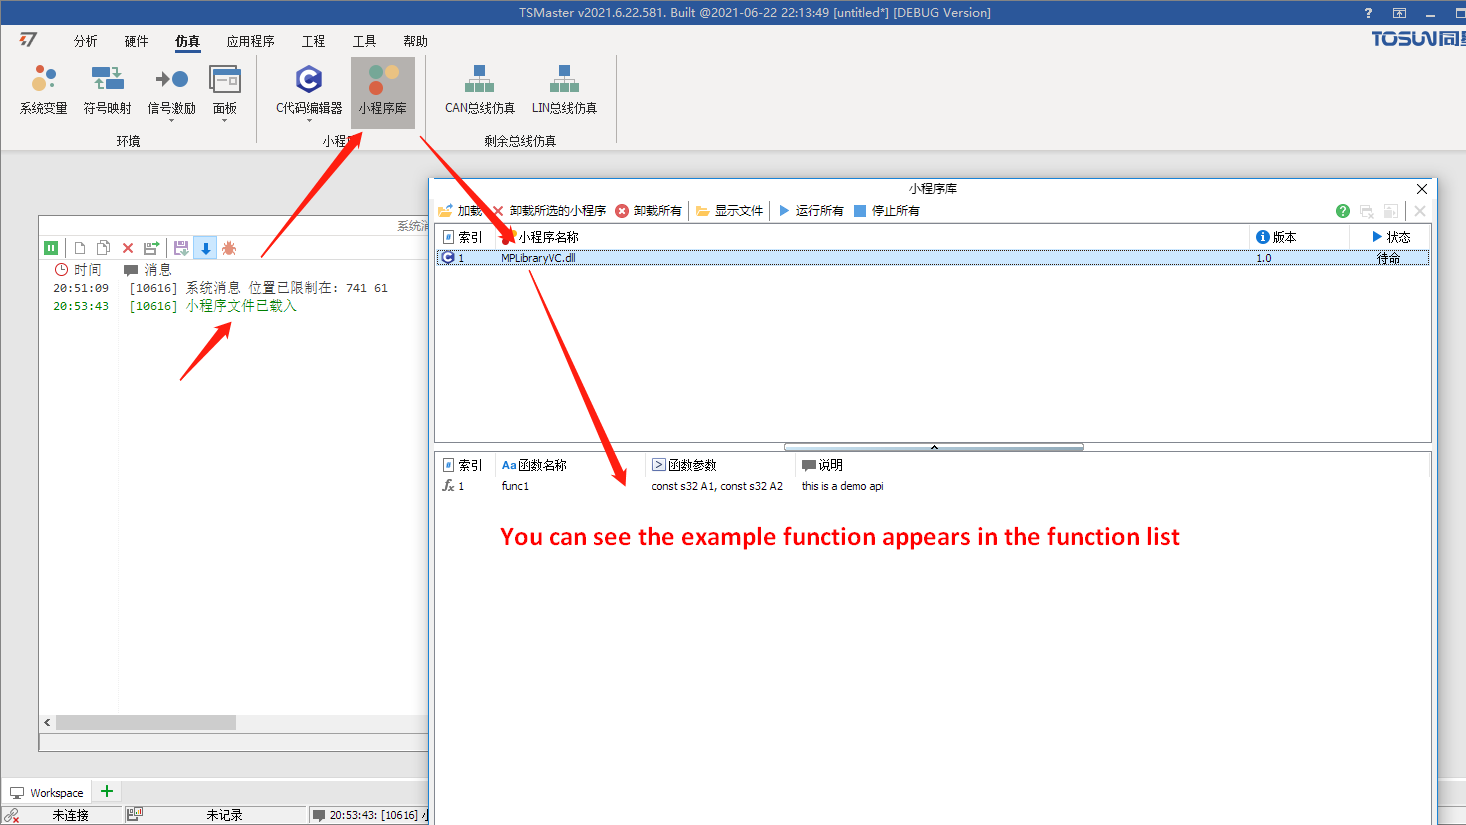 TSMaster v2021.6.22.581. Built @2021-06-22 22:13:49 [untitled*] [DEBUG Version]
分析 硬件 仿真 应用程序 工程 工具 帮助
TOSUN同星
系统变量 符号映射 信号激励 面板 C代码编辑器 小程序库 CAN总线仿真 LIN总线仿真
环境 小程 剩余总线仿真
小程序库
加载 卸载所选的小程序 卸载所有 显示文件 运行所有 停止所有
系统消
索引 小程序名称 版本 状态
1 MPLibraryVC.dll 1.0 待命
时间 消息
20:51:09 [10616] 系统消息 位置已限制在: 741 61
20:53:43 [10616] 小程序文件已载入
索引 Aa函数名称 函数参数 说明
fx 1 func1 const s32 A1, const s32 A2 this is a demo api
You can see the example function appears in the function list
Workspace
未连接 未记录 20:53:43: [10616] 小